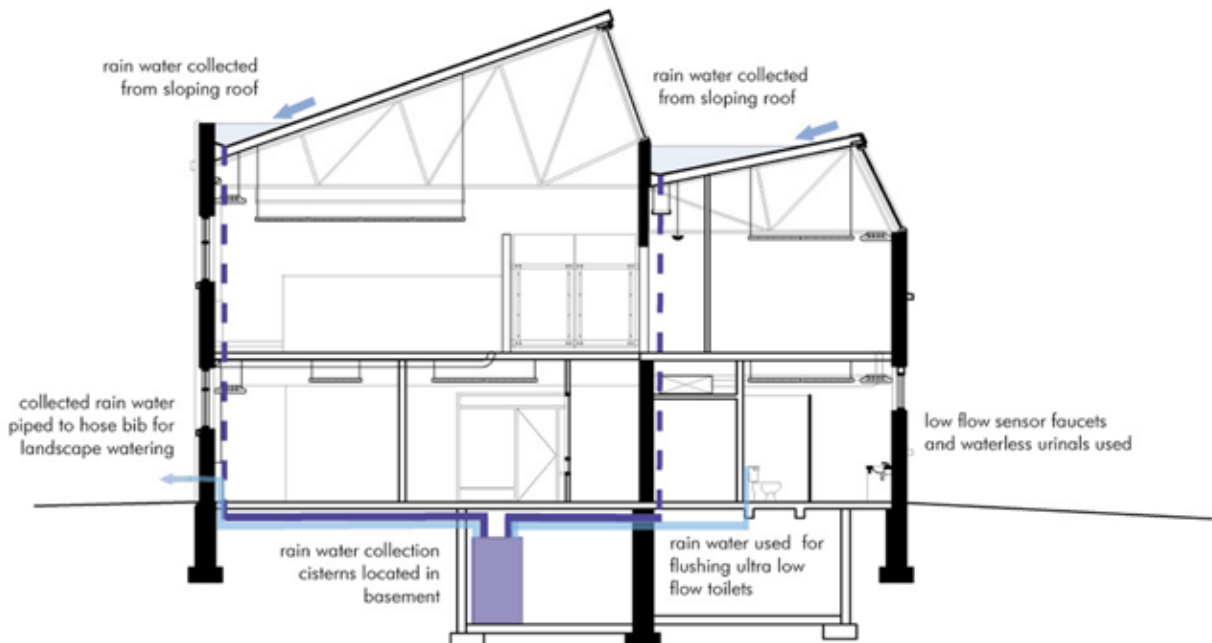 rain water collected
from sloping roof
rain water collected
from sloping roof
collected rain water
piped to hose bib for
landscape watering
low flow sensor faucets
and waterless urinals used
rain water collection
cisterns located in
basement
rain water used for
flushing ultra low
flow toilets